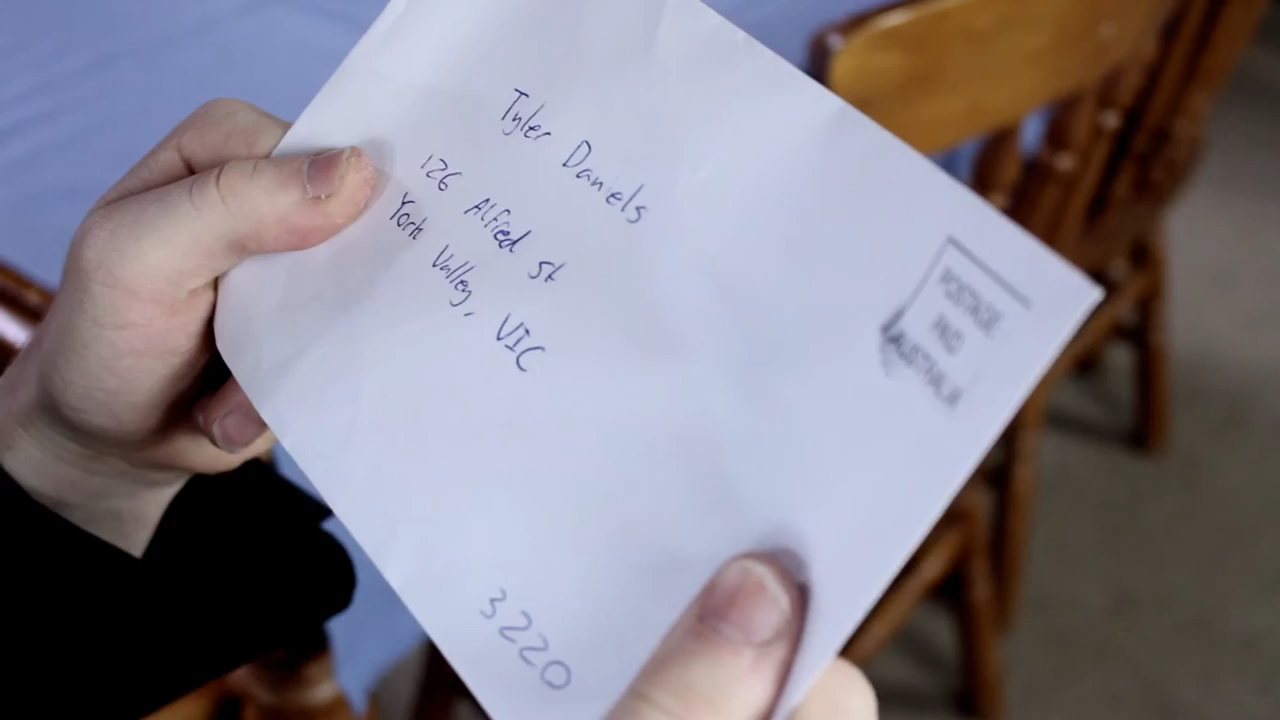 Tyler Daniels
126 Alfred St
York Valley, VIC
POSTAGE
PAID
AUSTRALIA
3220